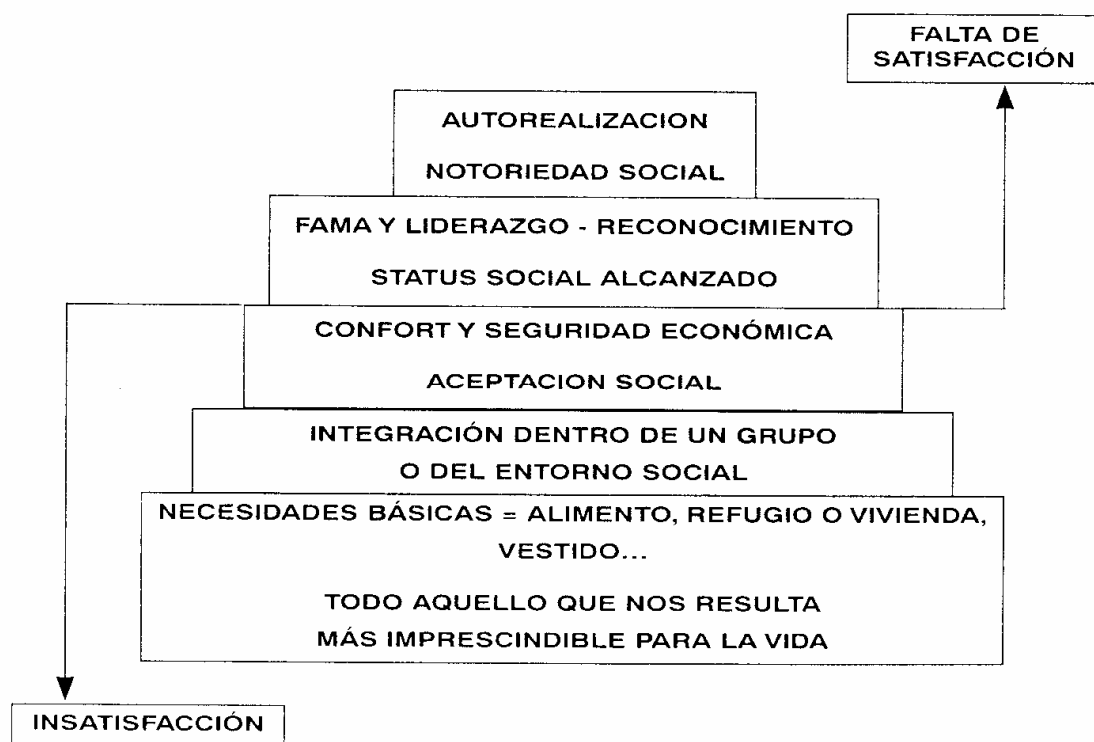 FALTA DE
SATISFACCIÓN
AUTOREALIZACION
NOTORIEDAD SOCIAL
FAMA Y LIDERAZGO - RECONOCIMIENTO
STATUS SOCIAL ALCANZADO
CONFORT Y SEGURIDAD ECONÓMICA
ACEPTACION SOCIAL
INTEGRACIÓN DENTRO DE UN GRUPO
O DEL ENTORNO SOCIAL
NECESIDADES BÁSICAS = ALIMENTO, REFUGIO O VIVIENDA,
VESTIDO...
TODO AQUELLO QUE NOS RESULTA
MÁS IMPRESCINDIBLE PARA LA VIDA
INSATISFACCIÓN